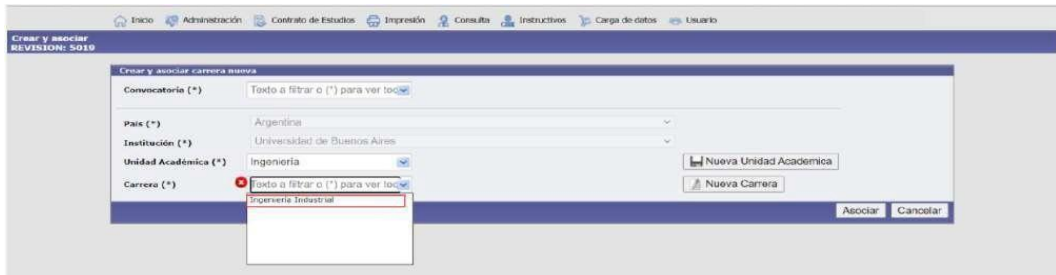 Inicio Administración Contrato de Estudios Impresión Consulta Instructivos Carga de datos Usuario
Crear y asociar
REVISION: 5019
Crear y asociar carrera nueva
Convocatoria (*) Texto a filtrar o (*) para ver toc
País (*) Argentina
Institución (*) Universidad de Buenos Aires
Unidad Académica (*) Ingeniería Nueva Unidad Academica
Carrera (*) Texto a filtrar o (*) para ver toc Nueva Carrera
Ingeniería Industrial
Asociar Cancelar